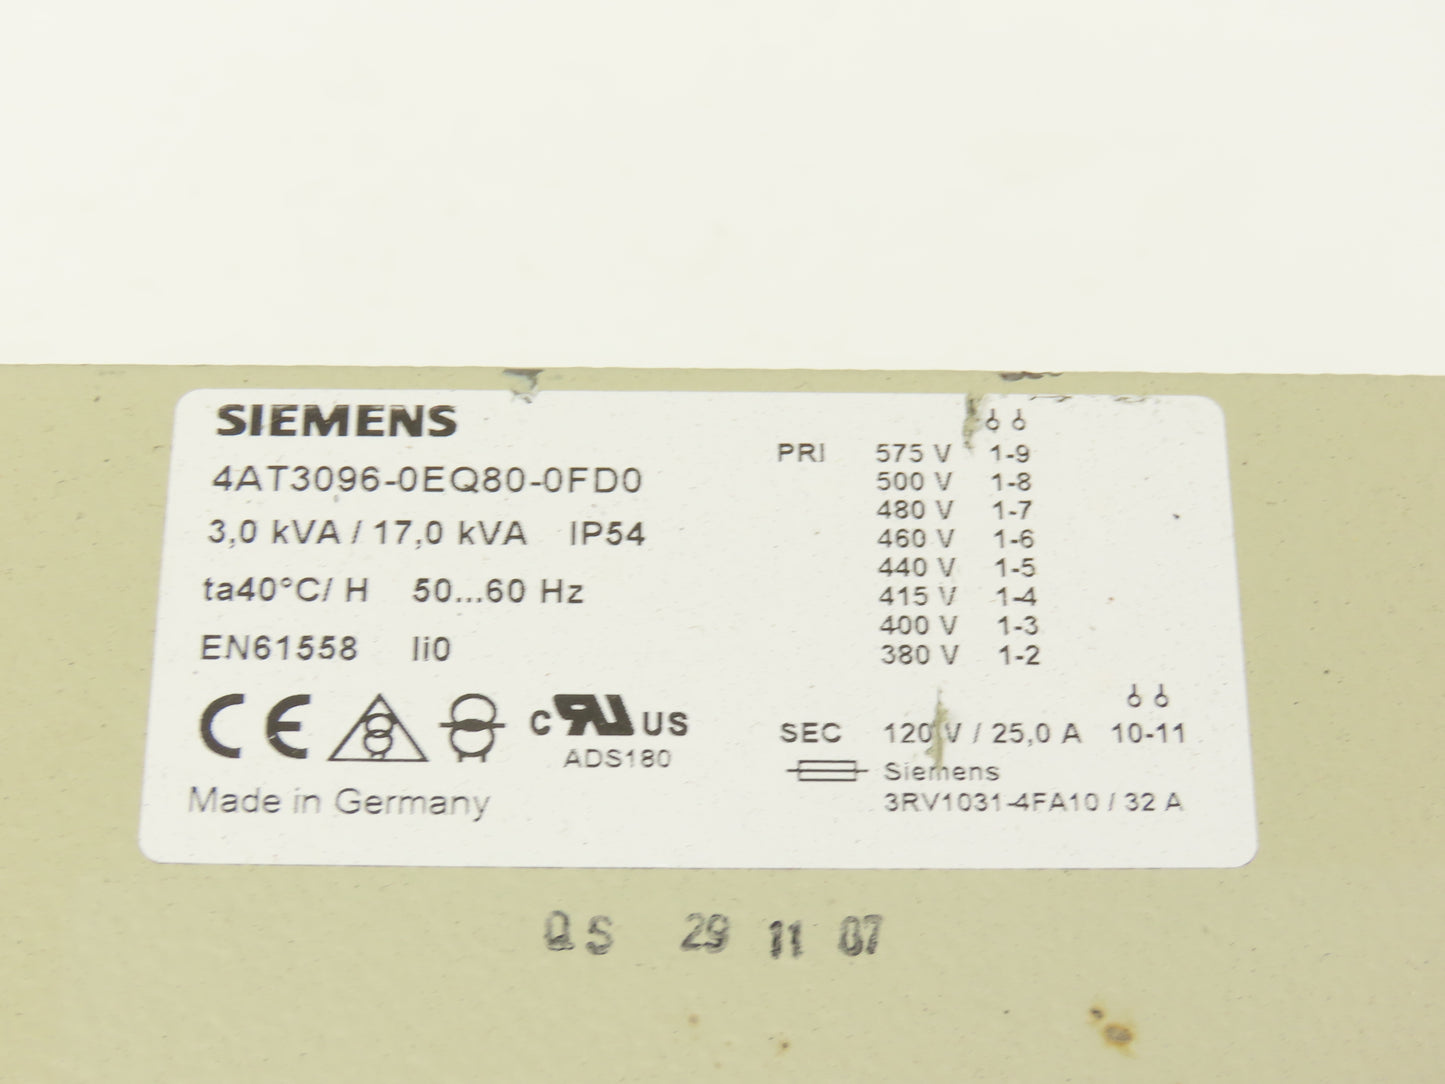 SIEMENS
4AT3096-0EQ80-0FD0
3,0 kVA / 17,0 kVA IP54
ta40°C/ H 50...60 Hz
EN61558 Ii0
CE c RU US
ADS180
Made in Germany
PRI 575 V 1-9
500 V 1-8
480 V 1-7
460 V 1-6
440 V 1-5
415 V 1-4
400 V 1-3
380 V 1-2
SEC 120 V / 25,0 A 10-11
Siemens
3RV1031-4FA10 / 32 A
QS 29 11 07